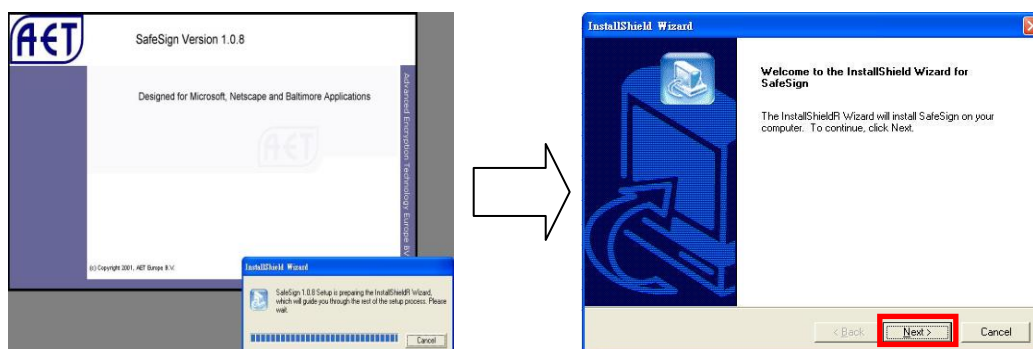 AET
SafeSign Version 1.0.8
Designed for Microsoft, Netscape and Baltimore Applications
AET
Advanced Encryption Technology Europe BV
(c) Copyright 2001, AET Europe B.V.
InstallShield Wizard
SafeSign 1.0.8 Setup is preparing the InstallShieldR Wizard,
which will guide you through the rest of the setup process. Please
wait.
Cancel
InstallShield Wizard
Welcome to the InstallShield Wizard for
SafeSign
The InstallShieldR Wizard will install SafeSign on your
computer. To continue, click Next.
< Back
Next >
Cancel